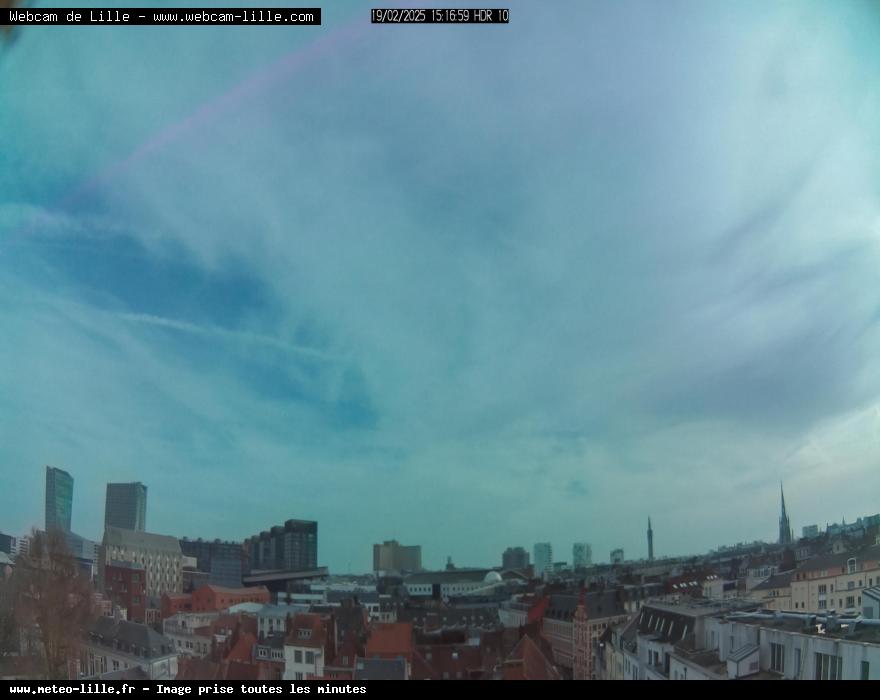 Webcam de Lille - www.webcam-lille.com
19/02/2025 15:16:59 HDR 10
www.meteo-lille.fr - Image prise toutes les minutes